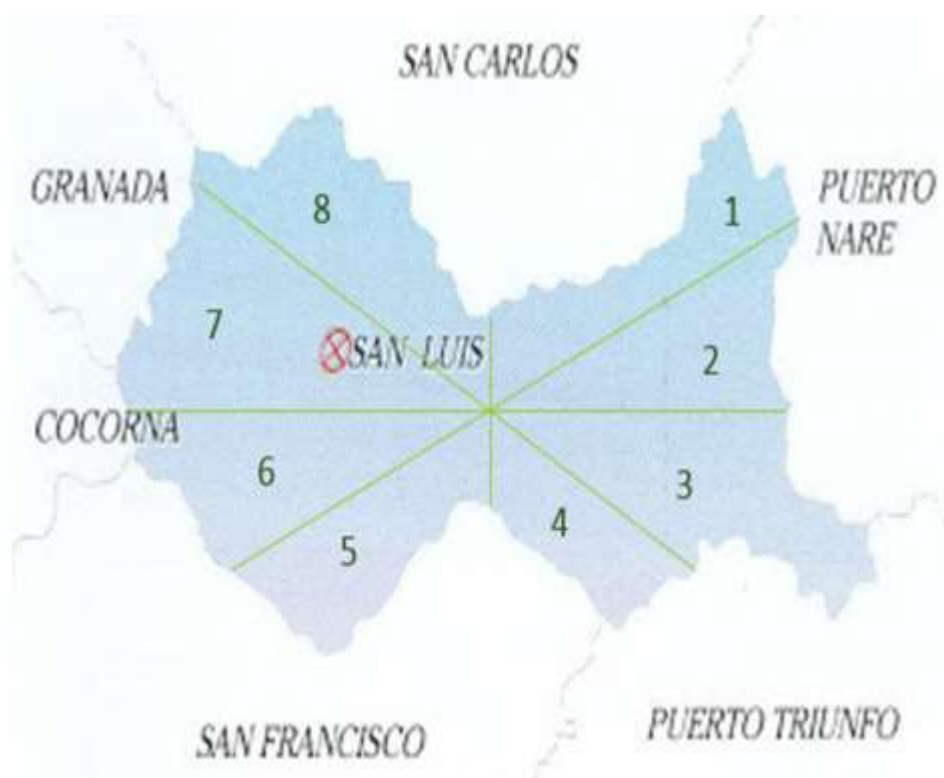 SAN CARLOS
GRANADA
PUERTO
NARE
8
1
7
SAN LUIS
2
COCORNA
6
3
5
4
SAN FRANCISCO
PUERTO TRIUNFO